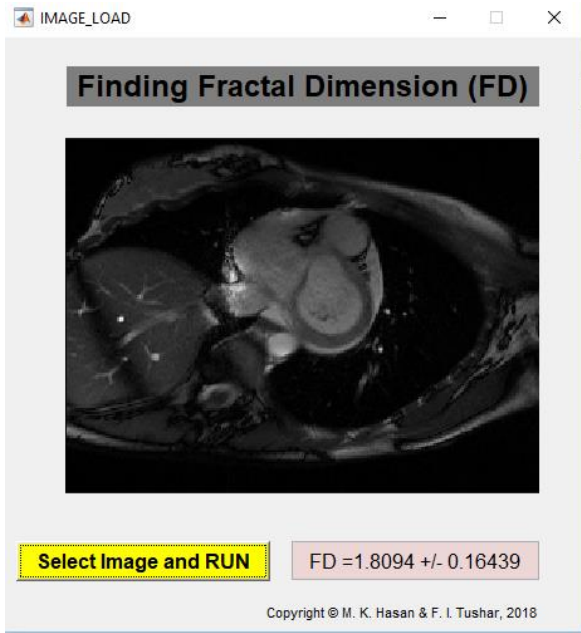 IMAGE_LOAD
Finding Fractal Dimension (FD)
Select Image and RUN
FD =1.8094 +/- 0.16439
Copyright © M. K. Hasan & F. I. Tushar, 2018